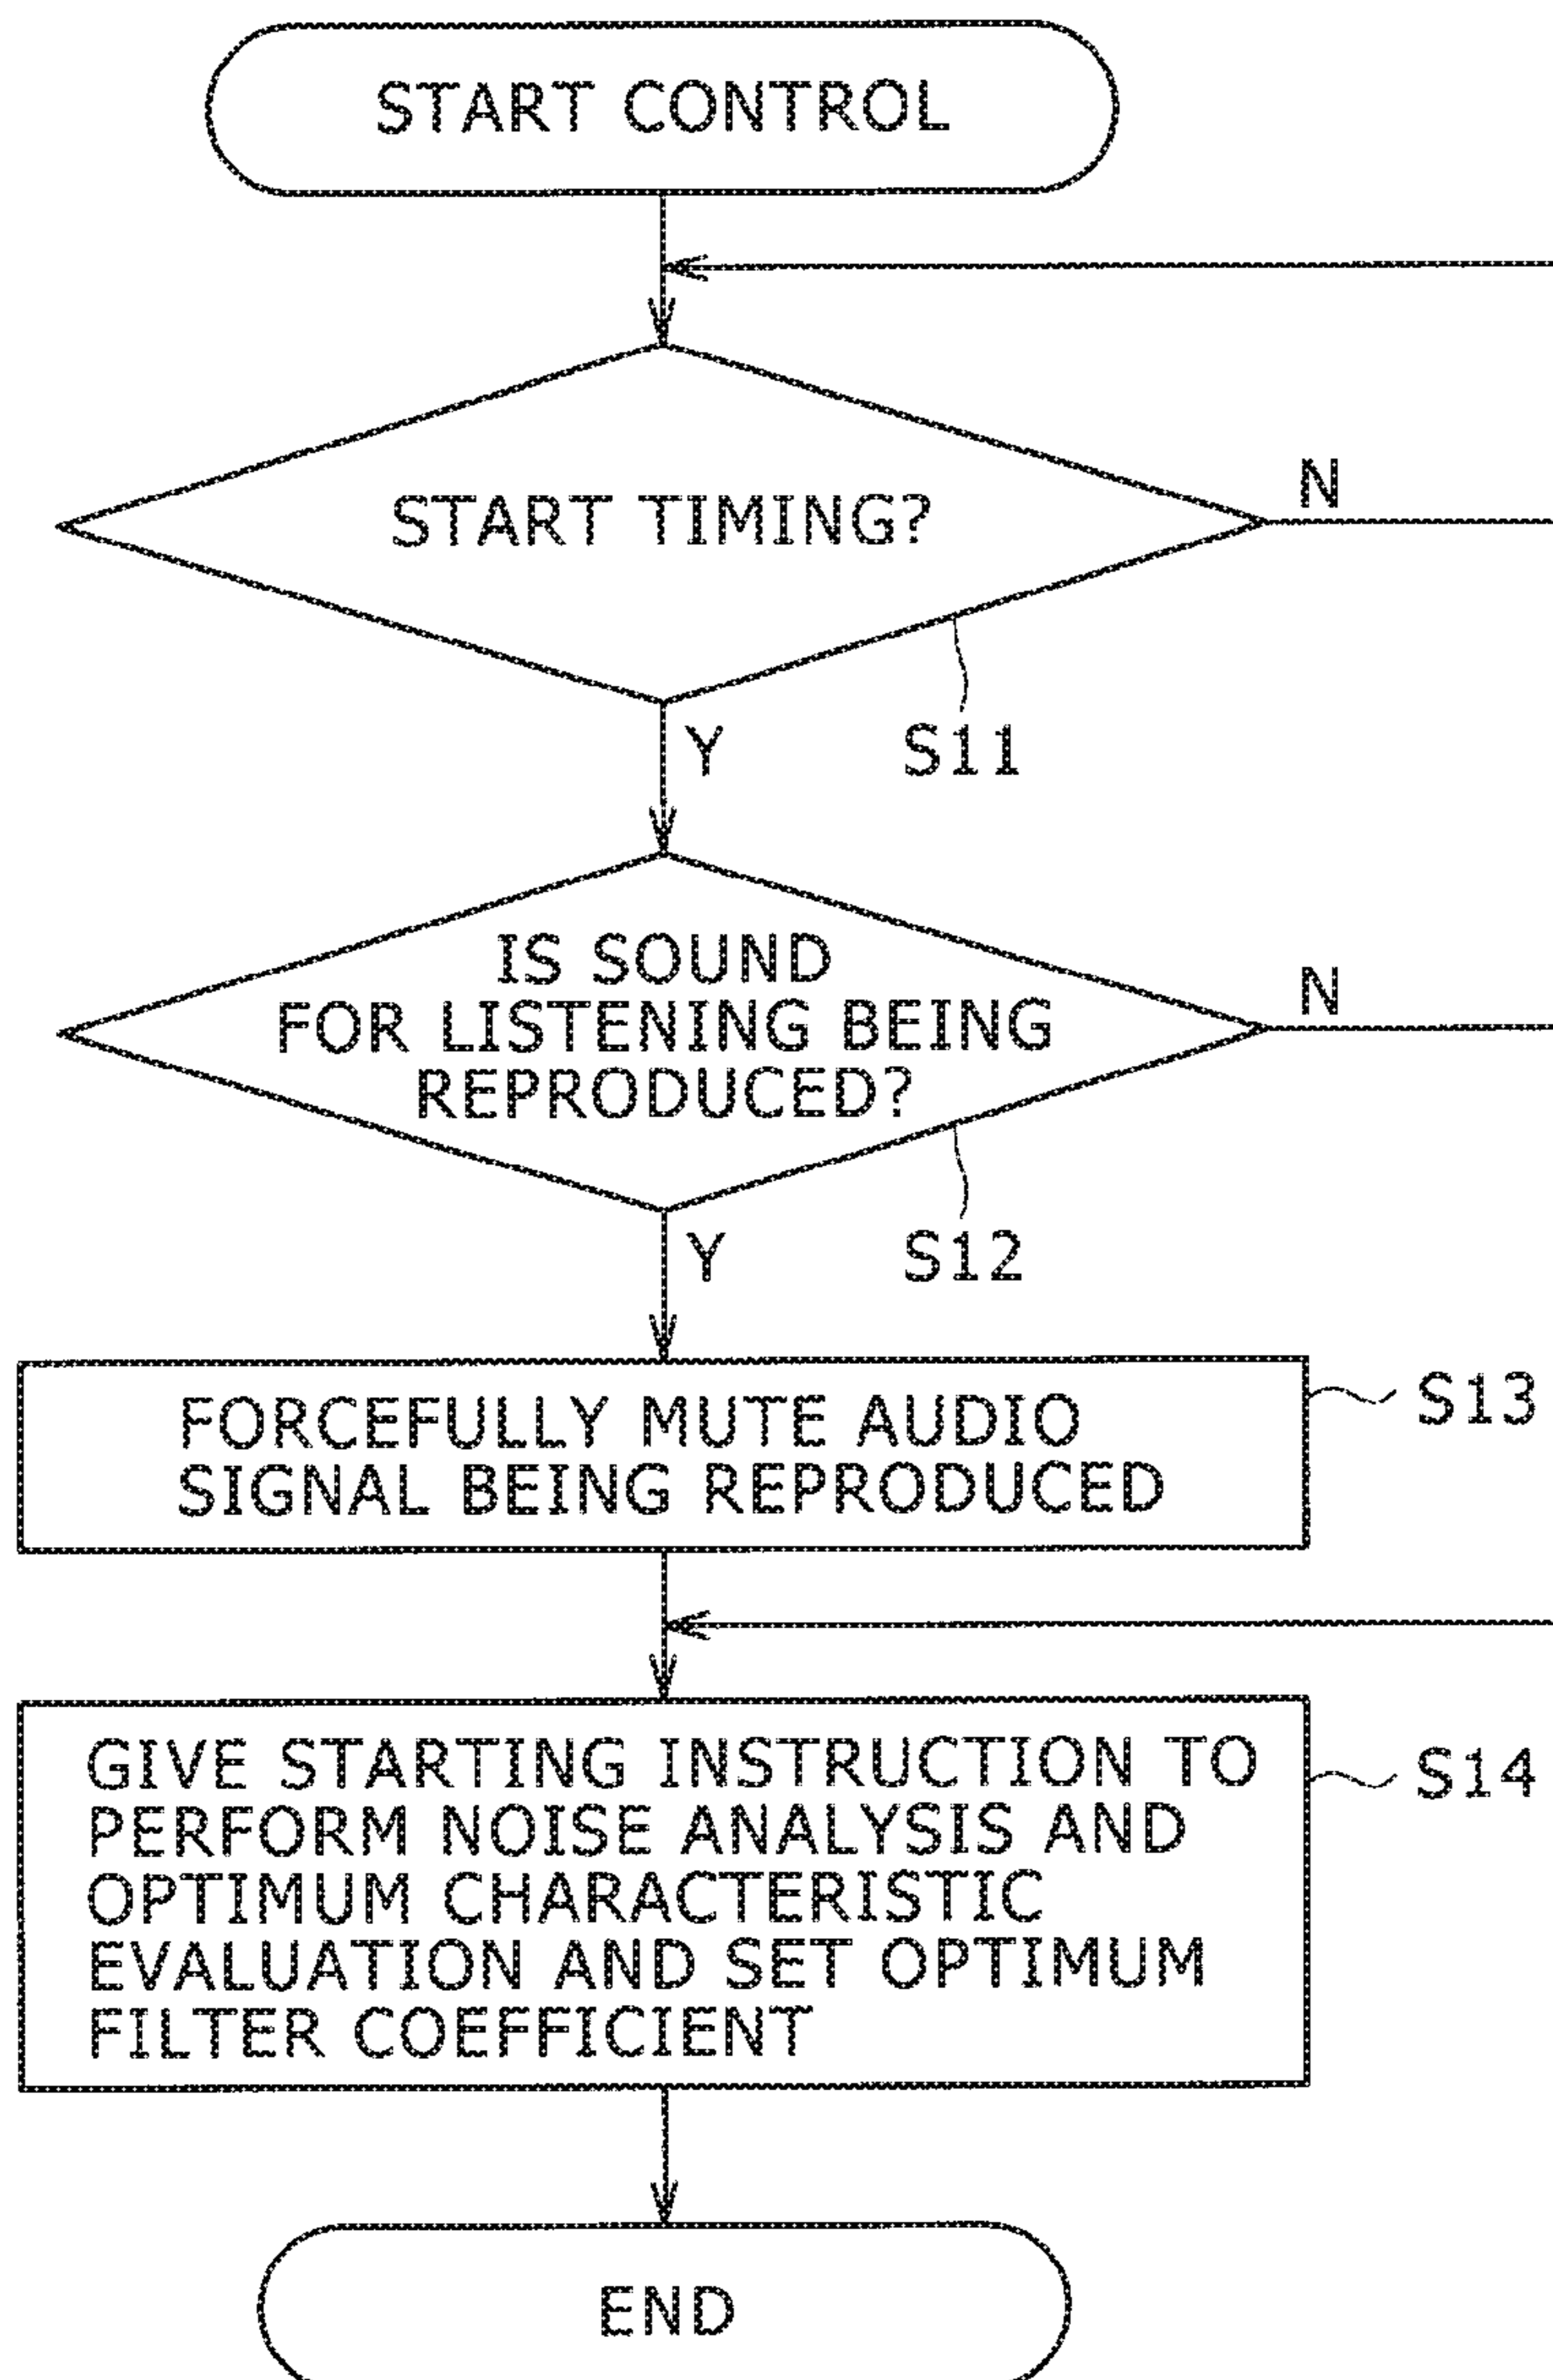 START CONTROL
START TIMING?
N
S11
Y
IS SOUND
FOR LISTENING BEING
REPRODUCED?
N
S12
Y
FORCEFULLY MUTE AUDIO
SIGNAL BEING REPRODUCED
S13
GIVE STARTING INSTRUCTION TO
PERFORM NOISE ANALYSIS AND
OPTIMUM CHARACTERISTIC
EVALUATION AND SET OPTIMUM
FILTER COEFFICIENT
S14
END